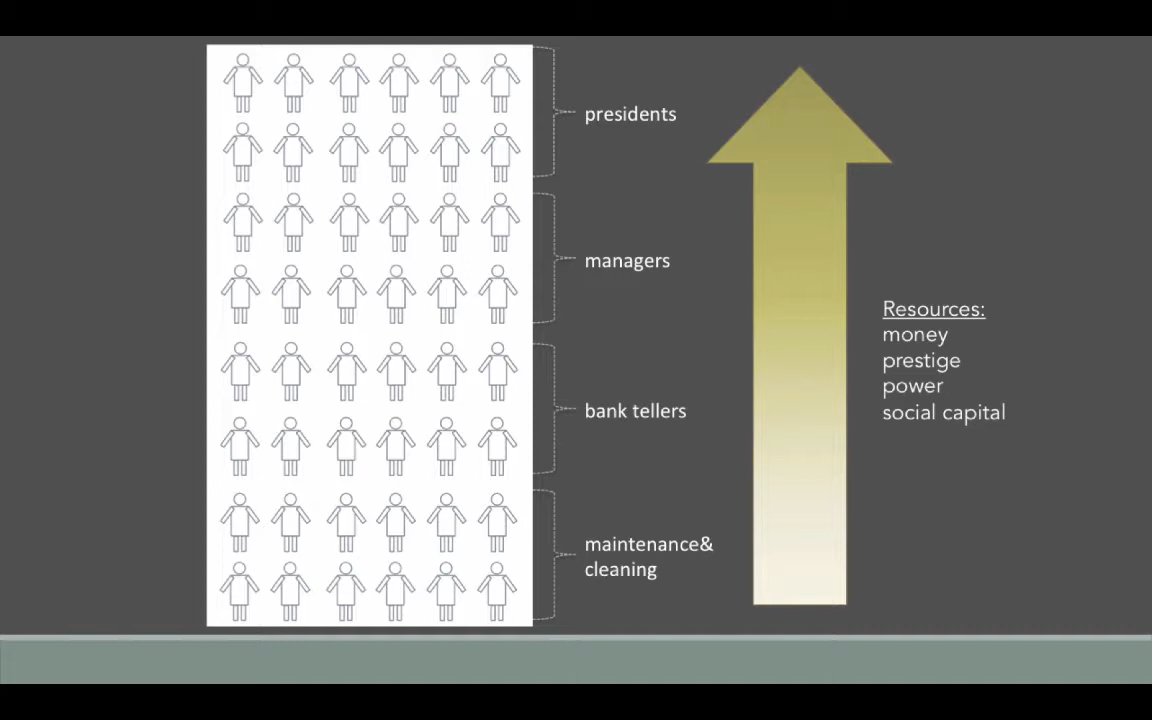 presidents
managers
bank tellers
maintenance&
cleaning
Resources:
money
prestige
power
social capital